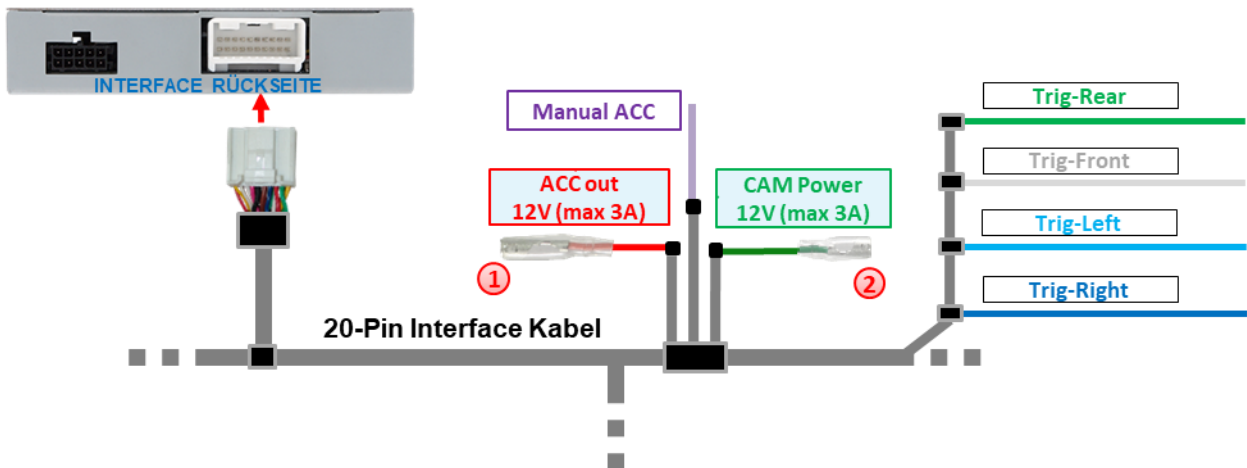 INTERFACE RÜCKSEITE
Manual ACC
ACC out
12V (max 3A)
CAM Power
12V (max 3A)
1
2
Trig-Rear
Trig-Front
Trig-Left
Trig-Right
20-Pin Interface Kabel